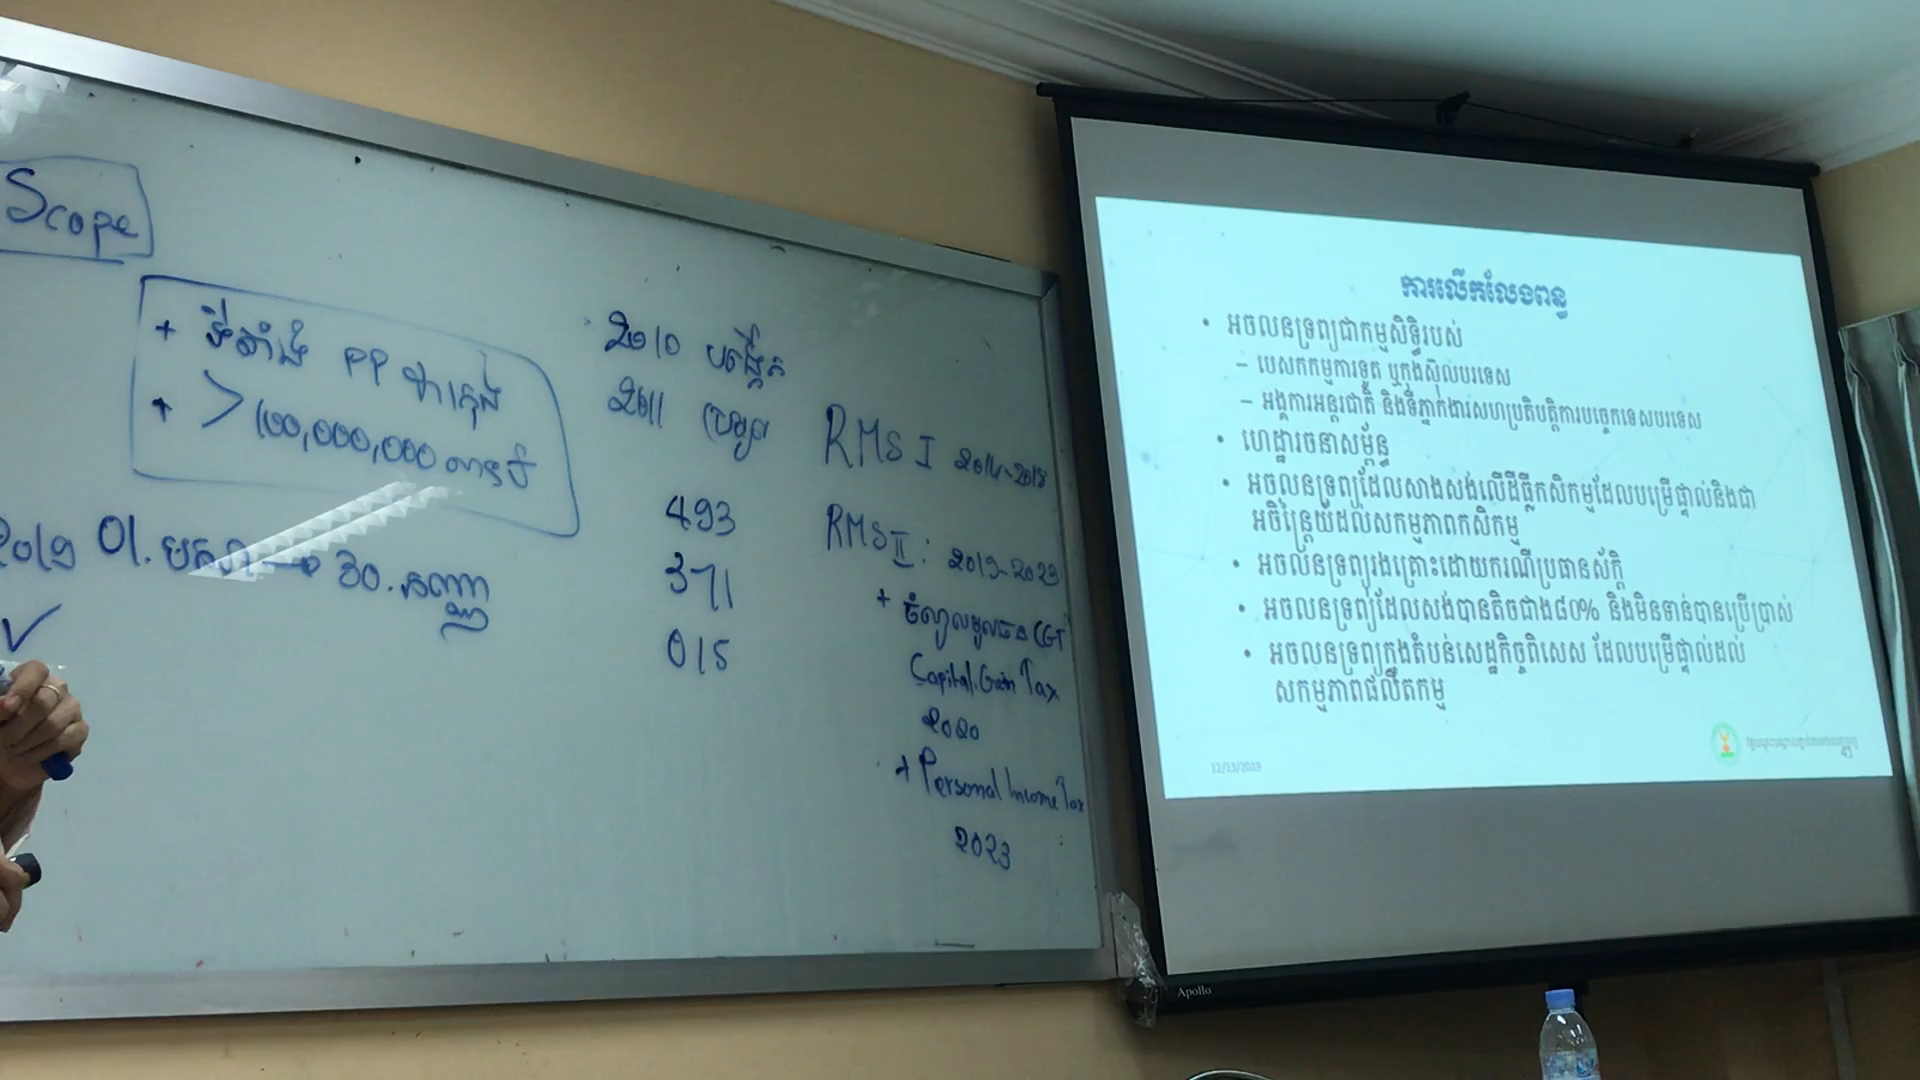 Scope
+ ទីតាំង PP ជា ក្រុង
+ > 100,000,000
01. មករា → 30. កញ្ញា
2010 បង្កើត
2011 ប្រមូល
493
371
015
RMS I 2014-2018
RMS II : 2019-2023
+ ចំណូលមូលធន CGT
Capital Gain Tax
2020
+ Personal Income Tax
2023
ការលើកលែងពន្ធ
• អចលនទ្រព្យជាកម្មសិទ្ធិរបស់
– បេសកកម្មការទូត ឬកុងស៊ុលបរទេស
– អង្គការអន្តរជាតិ និងទីភ្នាក់ងារសហប្រតិបត្តិការបច្ចេកទេសបរទេស
• ហេដ្ឋារចនាសម្ព័ន្ធ
• អចលនទ្រព្យដែលសាងសង់លើដីធ្លីកសិកម្មដែលបម្រើផ្ទាល់និងជា
អចិន្ត្រៃយ៍ដល់សកម្មភាពកសិកម្ម
• អចលនទ្រព្យរងគ្រោះដោយករណីប្រធានស័ក្តិ
• អចលនទ្រព្យដែលសង់បានតិចជាង៨០% និងមិនទាន់បានប្រើប្រាស់
• អចលនទ្រព្យក្នុងតំបន់សេដ្ឋកិច្ចពិសេស ដែលបម្រើផ្ទាល់ដល់
សកម្មភាពផលិតកម្ម
12/13/2019
Apollo